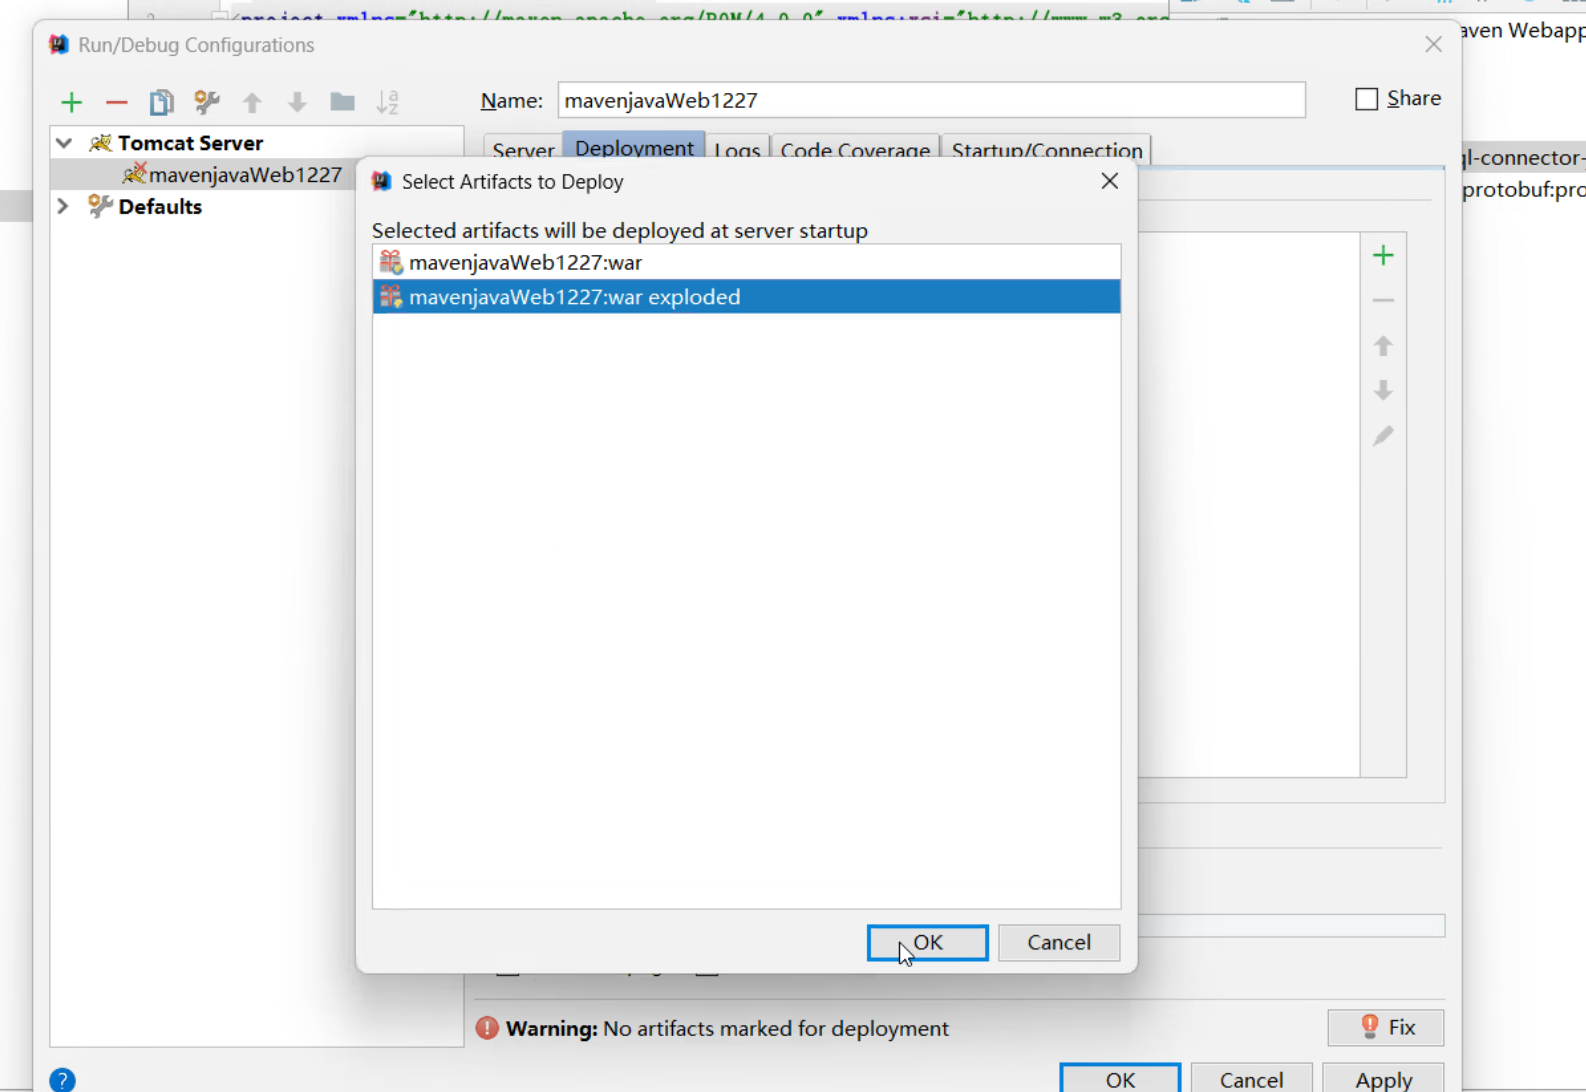 Run/Debug Configurations
aven Webapp
Name: mavenjavaWeb1227
Share
Tomcat Server
mavenjavaWeb1227
Defaults
Server Deployment Logs Code Coverage Startup/Connection
ql-connector-
protobuf:pro
Select Artifacts to Deploy
Selected artifacts will be deployed at server startup
mavenjavaWeb1227:war
mavenjavaWeb1227:war exploded
OK Cancel
Warning: No artifacts marked for deployment
Fix
OK Cancel Apply